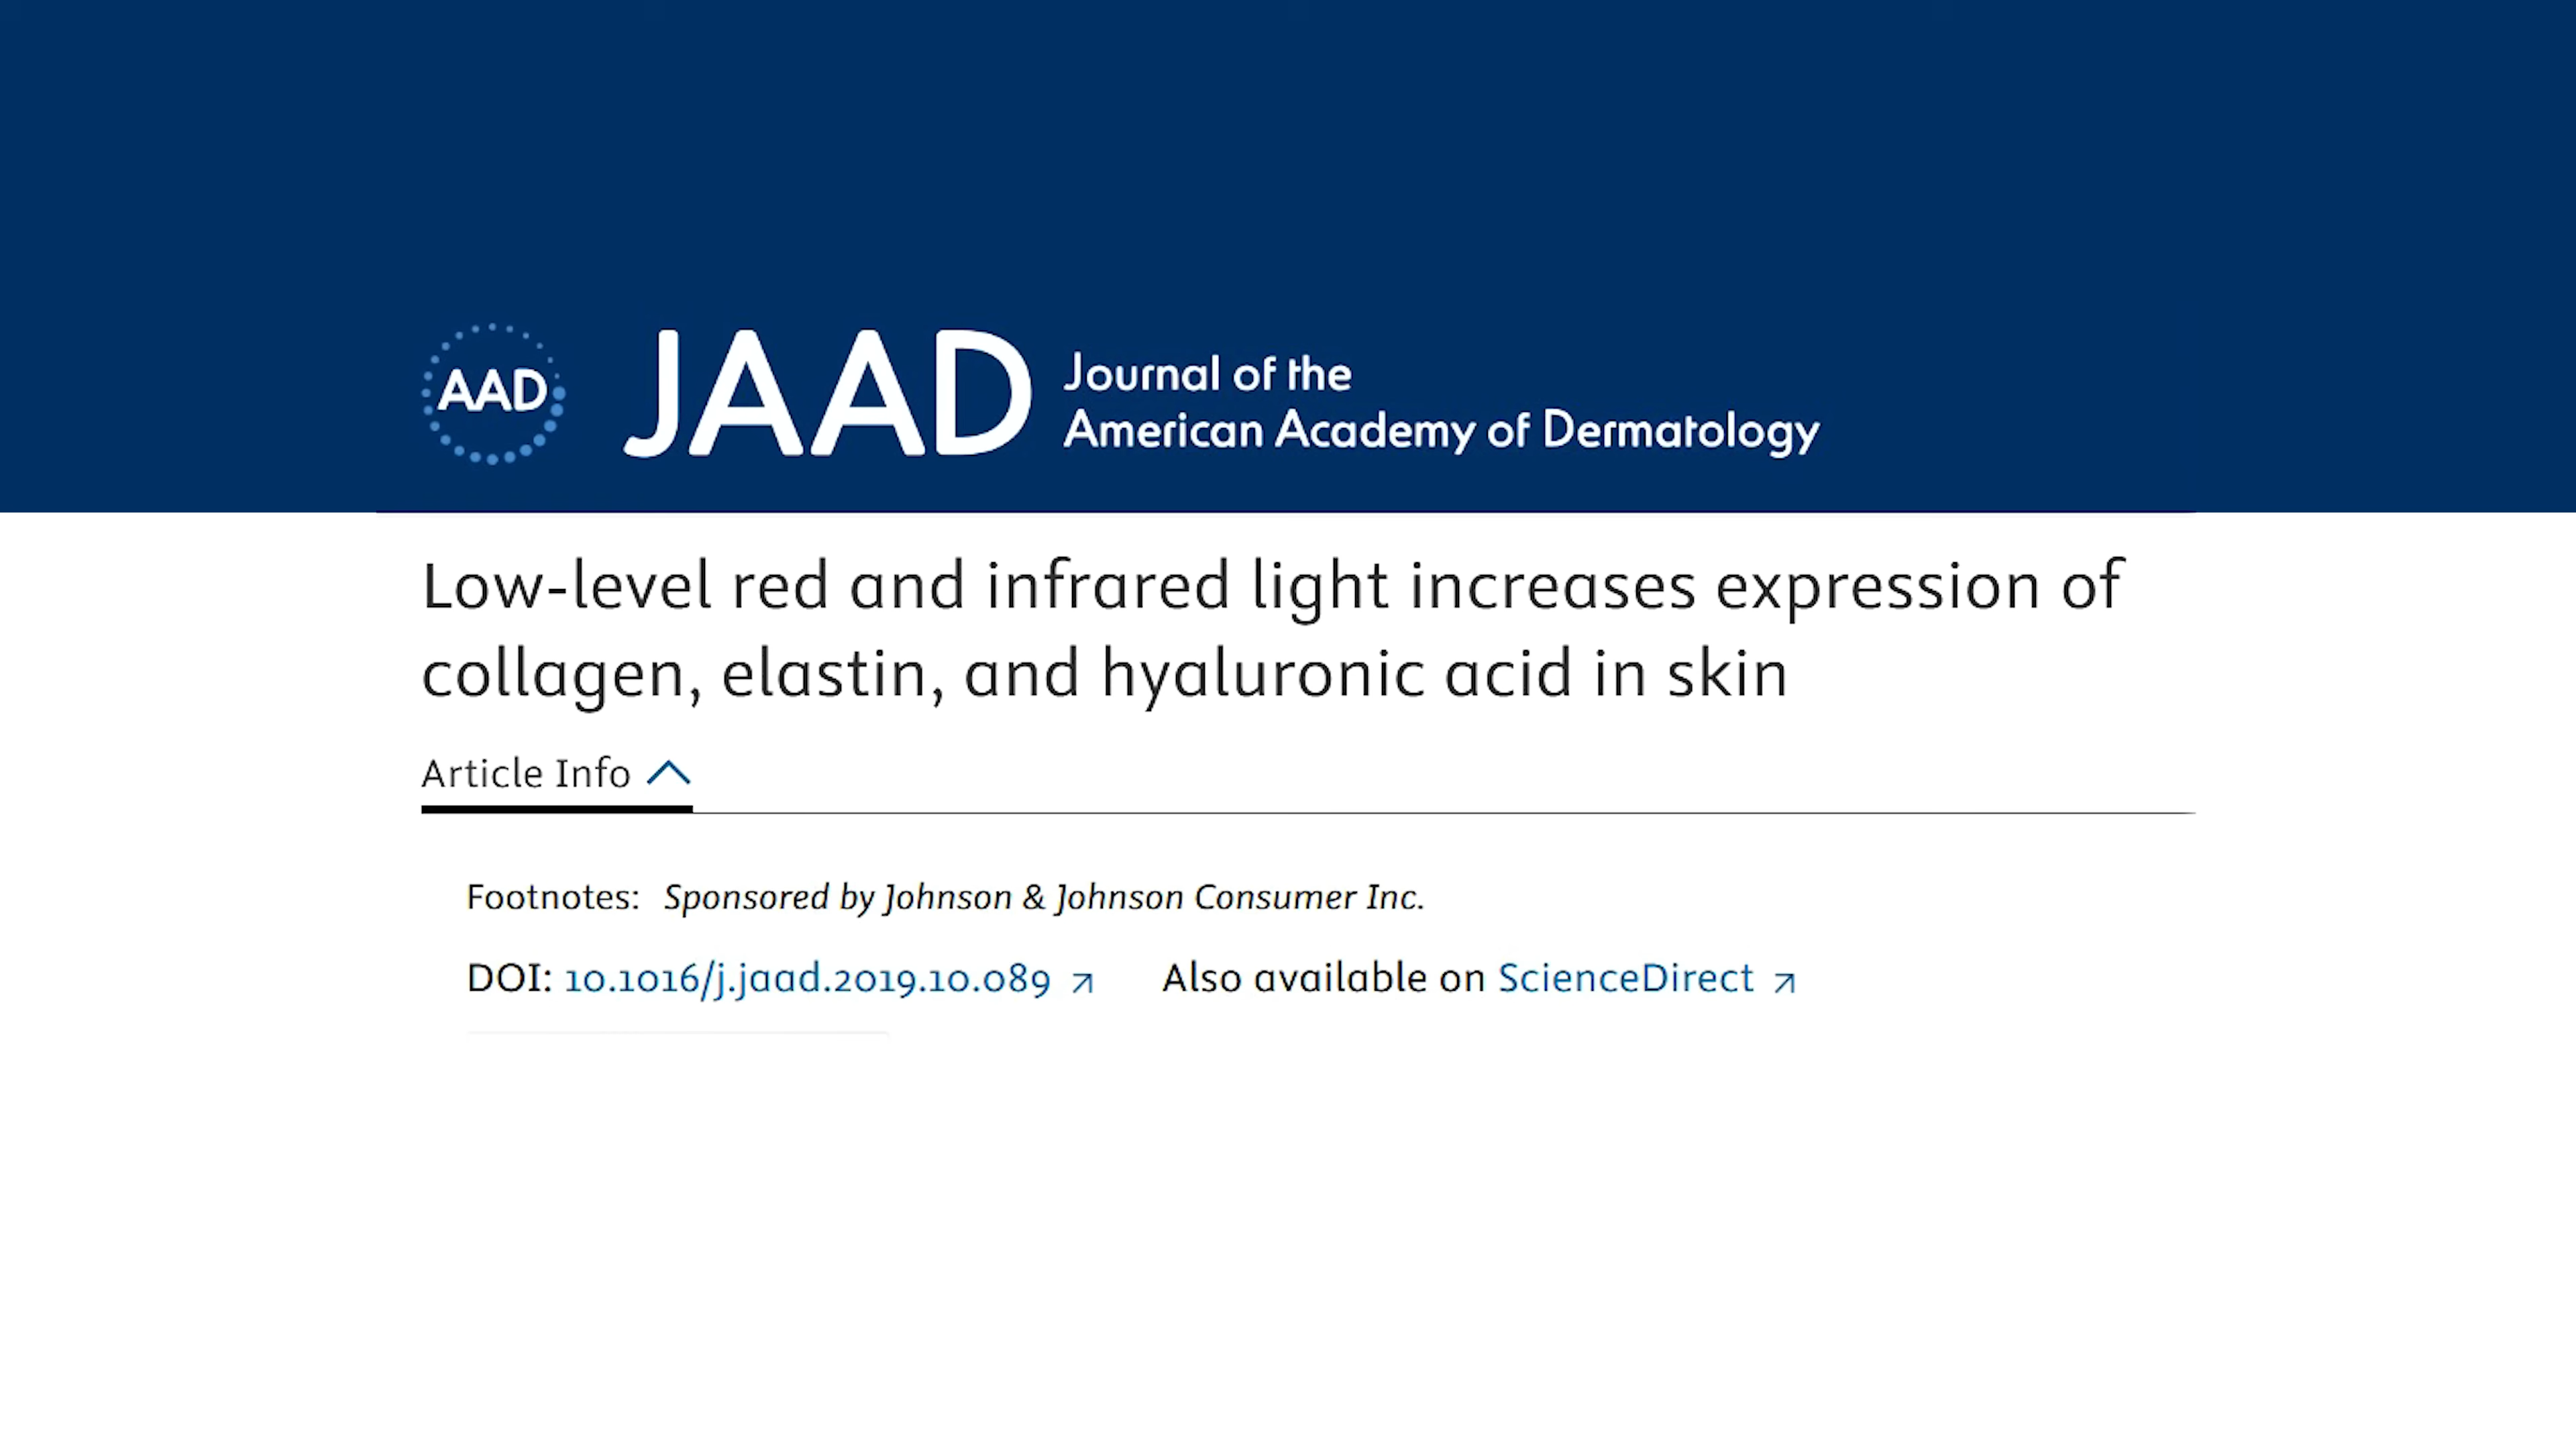 AAD
JAAD
Journal of the
American Academy of Dermatology
Low-level red and infrared light increases expression of
collagen, elastin, and hyaluronic acid in skin
Article Info
Footnotes: Sponsored by Johnson & Johnson Consumer Inc.
DOI: 10.1016/j.jaad.2019.10.089 Also available on ScienceDirect